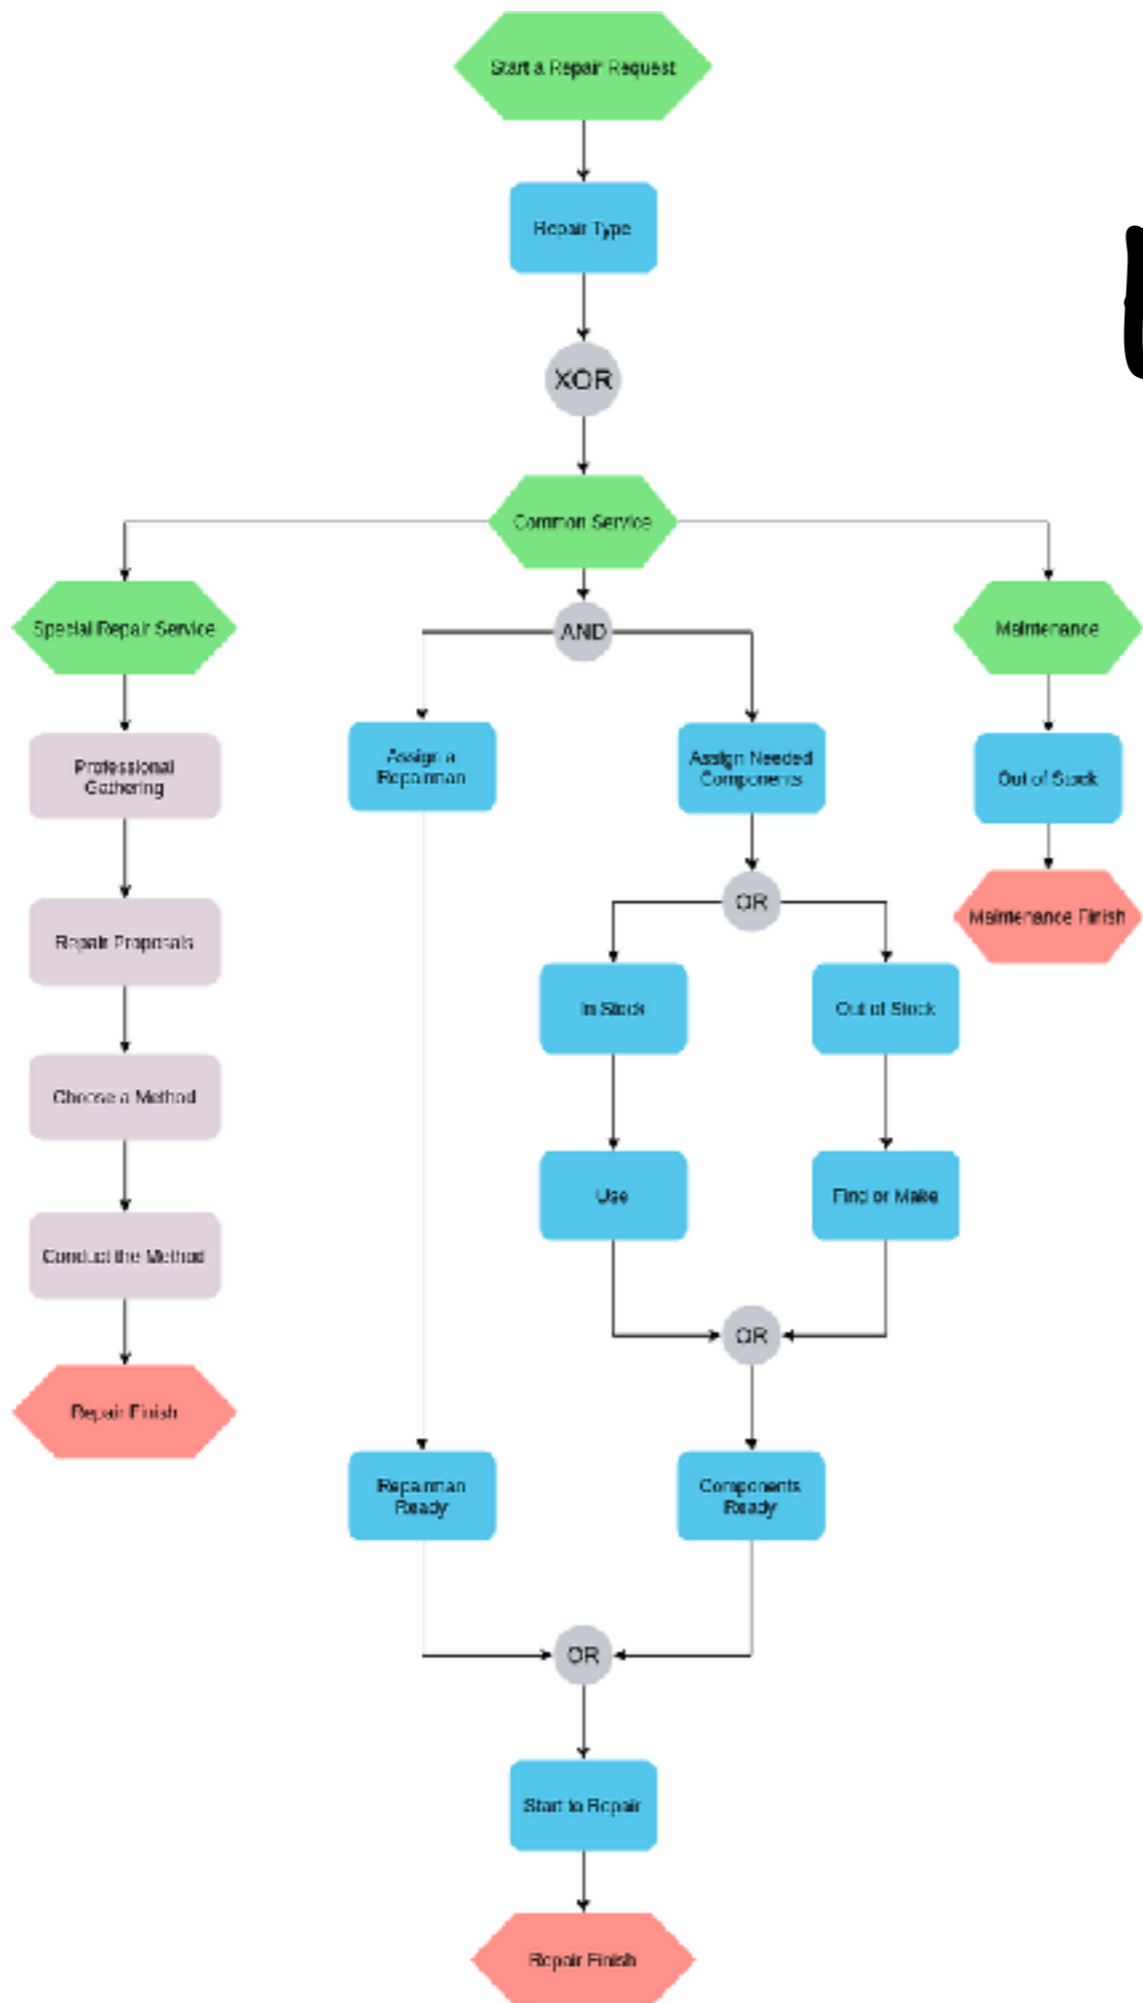 Start a Repair Request
Repair Type
XOR
Common Service
Special Repair Service
AND
Maintenance
Professional
Gathering
Assign a
Repairman
Assign Needed
Components
Out of Stock
OR
Maintenance Finish
Repair Proposals
In Stock
Out of Stock
Choose a Method
Use
Find or Make
Conduct the Method
OR
Repair Finish
Repairman
Ready
Components
Ready
OR
Start to Repair
Repair Finish